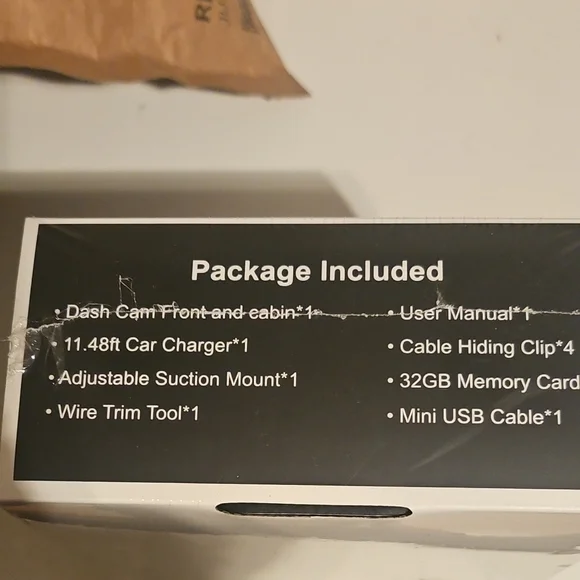 Package Included
• Dash Cam Front and cabin*1
• 11.48ft Car Charger*1
• Adjustable Suction Mount*1
• Wire Trim Tool*1
• User Manual*1
• Cable Hiding Clip*4
• 32GB Memory Card
• Mini USB Cable*1